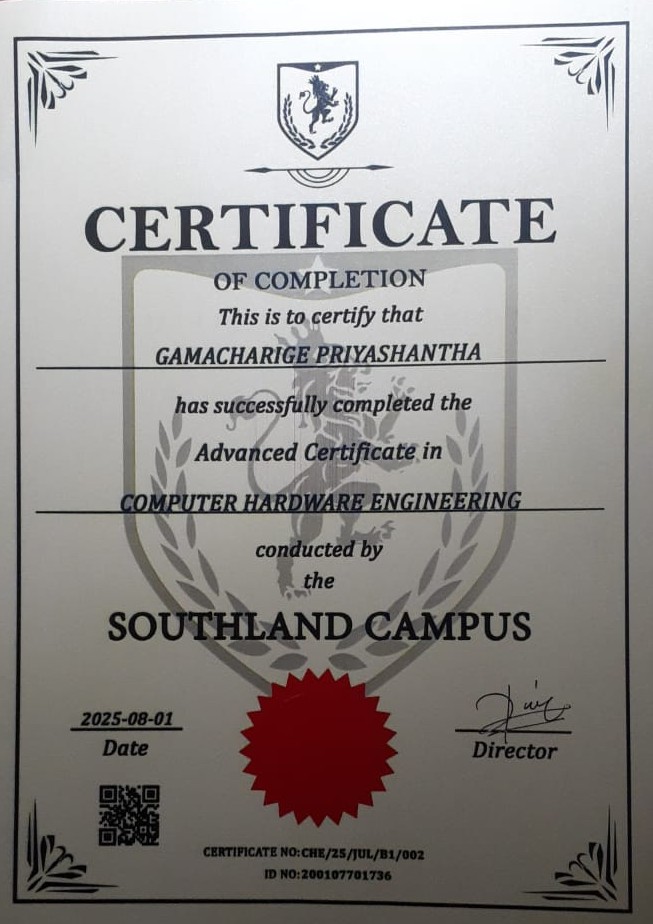 CERTIFICATE
OF COMPLETION
This is to certify that
GAMACHARIGE PRIYASHANTHA
has successfully completed the
Advanced Certificate in
COMPUTER HARDWARE ENGINEERING
conducted by
the
SOUTHLAND CAMPUS
2025-08-01
Date
Director
CERTIFICATE NO:CHE/25/JUL/B1/002
ID NO:200107701736